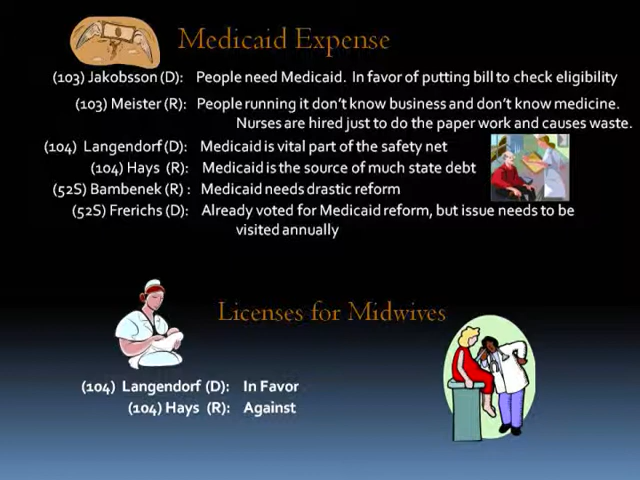 Medicaid Expense
(103) Jakobsson (D): People need Medicaid. In favor of putting bill to check eligibility
(103) Meister (R): People running it don't know business and don't know medicine.
Nurses are hired just to do the paper work and causes waste.
(104) Langendorf (D): Medicaid is vital part of the safety net
(104) Hays (R): Medicaid is the source of much state debt
(52S) Bambenek (R) : Medicaid needs drastic reform
(52S) Frerichs (D): Already voted for Medicaid reform, but issue needs to be
visited annually
Licenses for Midwives
(104) Langendorf (D): In Favor
(104) Hays (R): Against